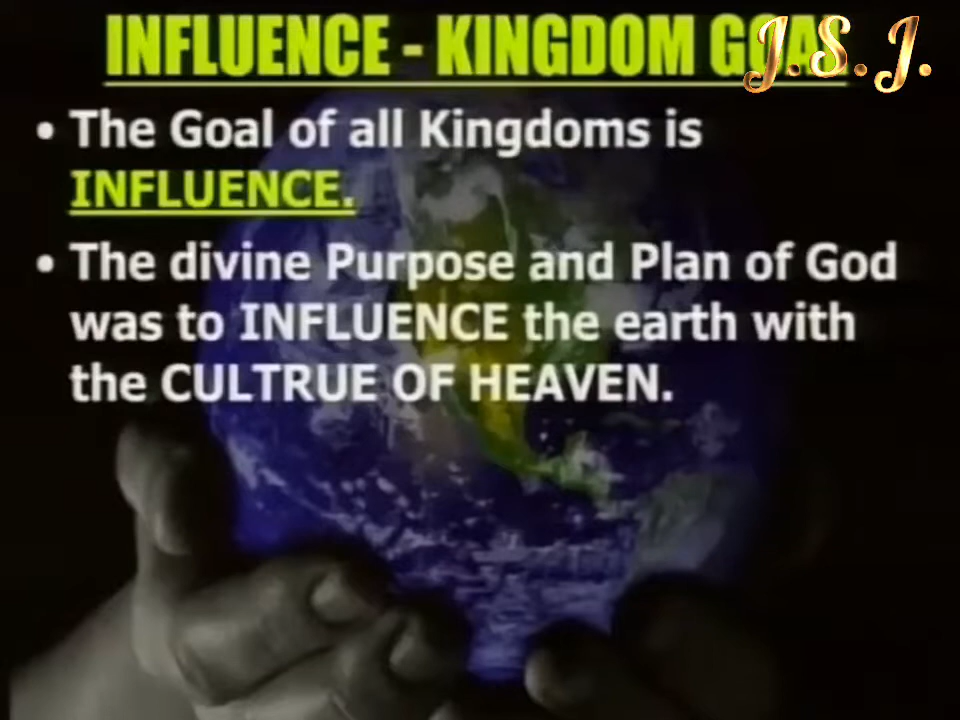 INFLUENCE - KINGDOM GOAL
J.S.J.
• The Goal of all Kingdoms is
INFLUENCE.
• The divine Purpose and Plan of God
was to INFLUENCE the earth with
the CULTRUE OF HEAVEN.